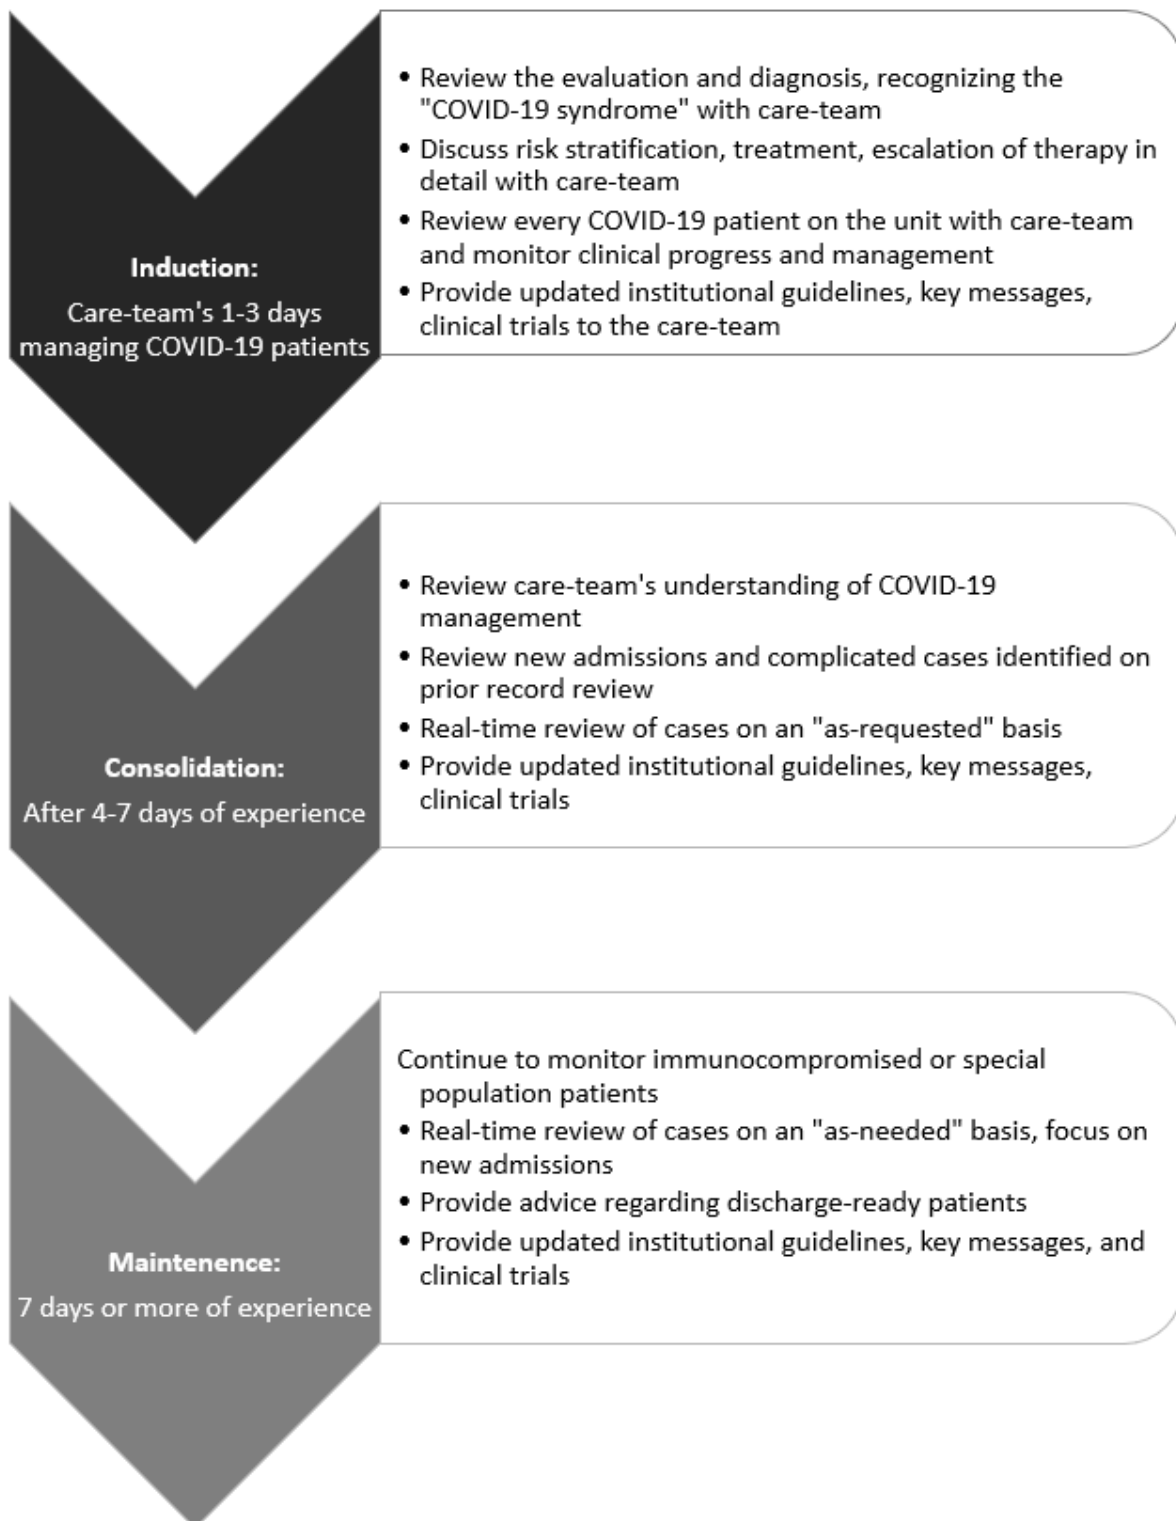 Induction:
Care-team's 1-3 days
managing COVID-19 patients
• Review the evaluation and diagnosis, recognizing the
"COVID-19 syndrome" with care-team
• Discuss risk stratification, treatment, escalation of therapy in
detail with care-team
• Review every COVID-19 patient on the unit with care-team
and monitor clinical progress and management
• Provide updated institutional guidelines, key messages,
clinical trials to the care-team
Consolidation:
After 4-7 days of experience
• Review care-team's understanding of COVID-19
management
• Review new admissions and complicated cases identified on
prior record review
• Real-time review of cases on an "as-requested" basis
• Provide updated institutional guidelines, key messages,
clinical trials
Maintenence:
7 days or more of experience
Continue to monitor immunocompromised or special
population patients
• Real-time review of cases on an "as-needed" basis, focus on
new admissions
• Provide advice regarding discharge-ready patients
• Provide updated institutional guidelines, key messages, and
clinical trials